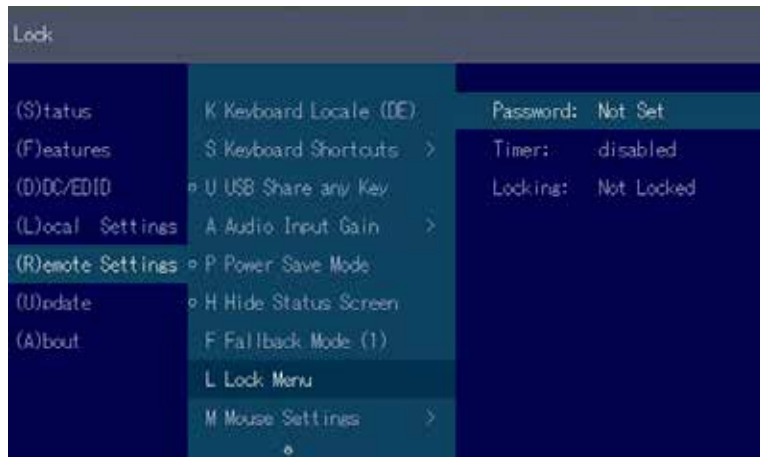 Lock
(S)tatus
(F)eatures
(D)DC/EDID
(L)ocal Settings
(R)emote Settings
(U)pdate
(A)bout
K Keyboard Locale (DE)
S Keyboard Shortcuts >
U USB Share any Key
A Audio Input Gain >
P Power Save Mode
H Hide Status Screen
F Fallback Mode (1)
L Lock Menu
M Mouse Settings >
Password: Not Set
Timer: disabled
Locking: Not Locked